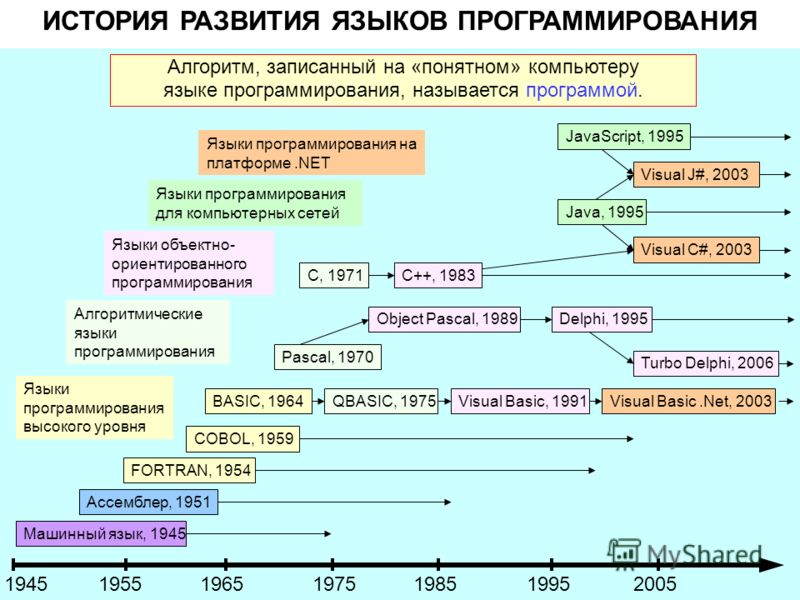 ИСТОРИЯ РАЗВИТИЯ ЯЗЫКОВ ПРОГРАММИРОВАНИЯ
Алгоритм, записанный на «понятном» компьютеру
языке программирования, называется программой.
JavaScript, 1995
Языки программирования на
платформе .NET
Visual J#, 2003
Языки программирования
для компьютерных сетей
Java, 1995
Языки объектно-
ориентированного
программирования
Visual C#, 2003
C, 1971
C++, 1983
Алгоритмические
языки
программирования
Object Pascal, 1989
Delphi, 1995
Pascal, 1970
Turbo Delphi, 2006
Языки
программирования
высокого уровня
BASIC, 1964
QBASIC, 1975
Visual Basic, 1991
Visual Basic .Net, 2003
COBOL, 1959
FORTRAN, 1954
Ассемблер, 1951
Машинный язык, 1945
MyShared
1945
1955
1965
1975
1985
1995
2005